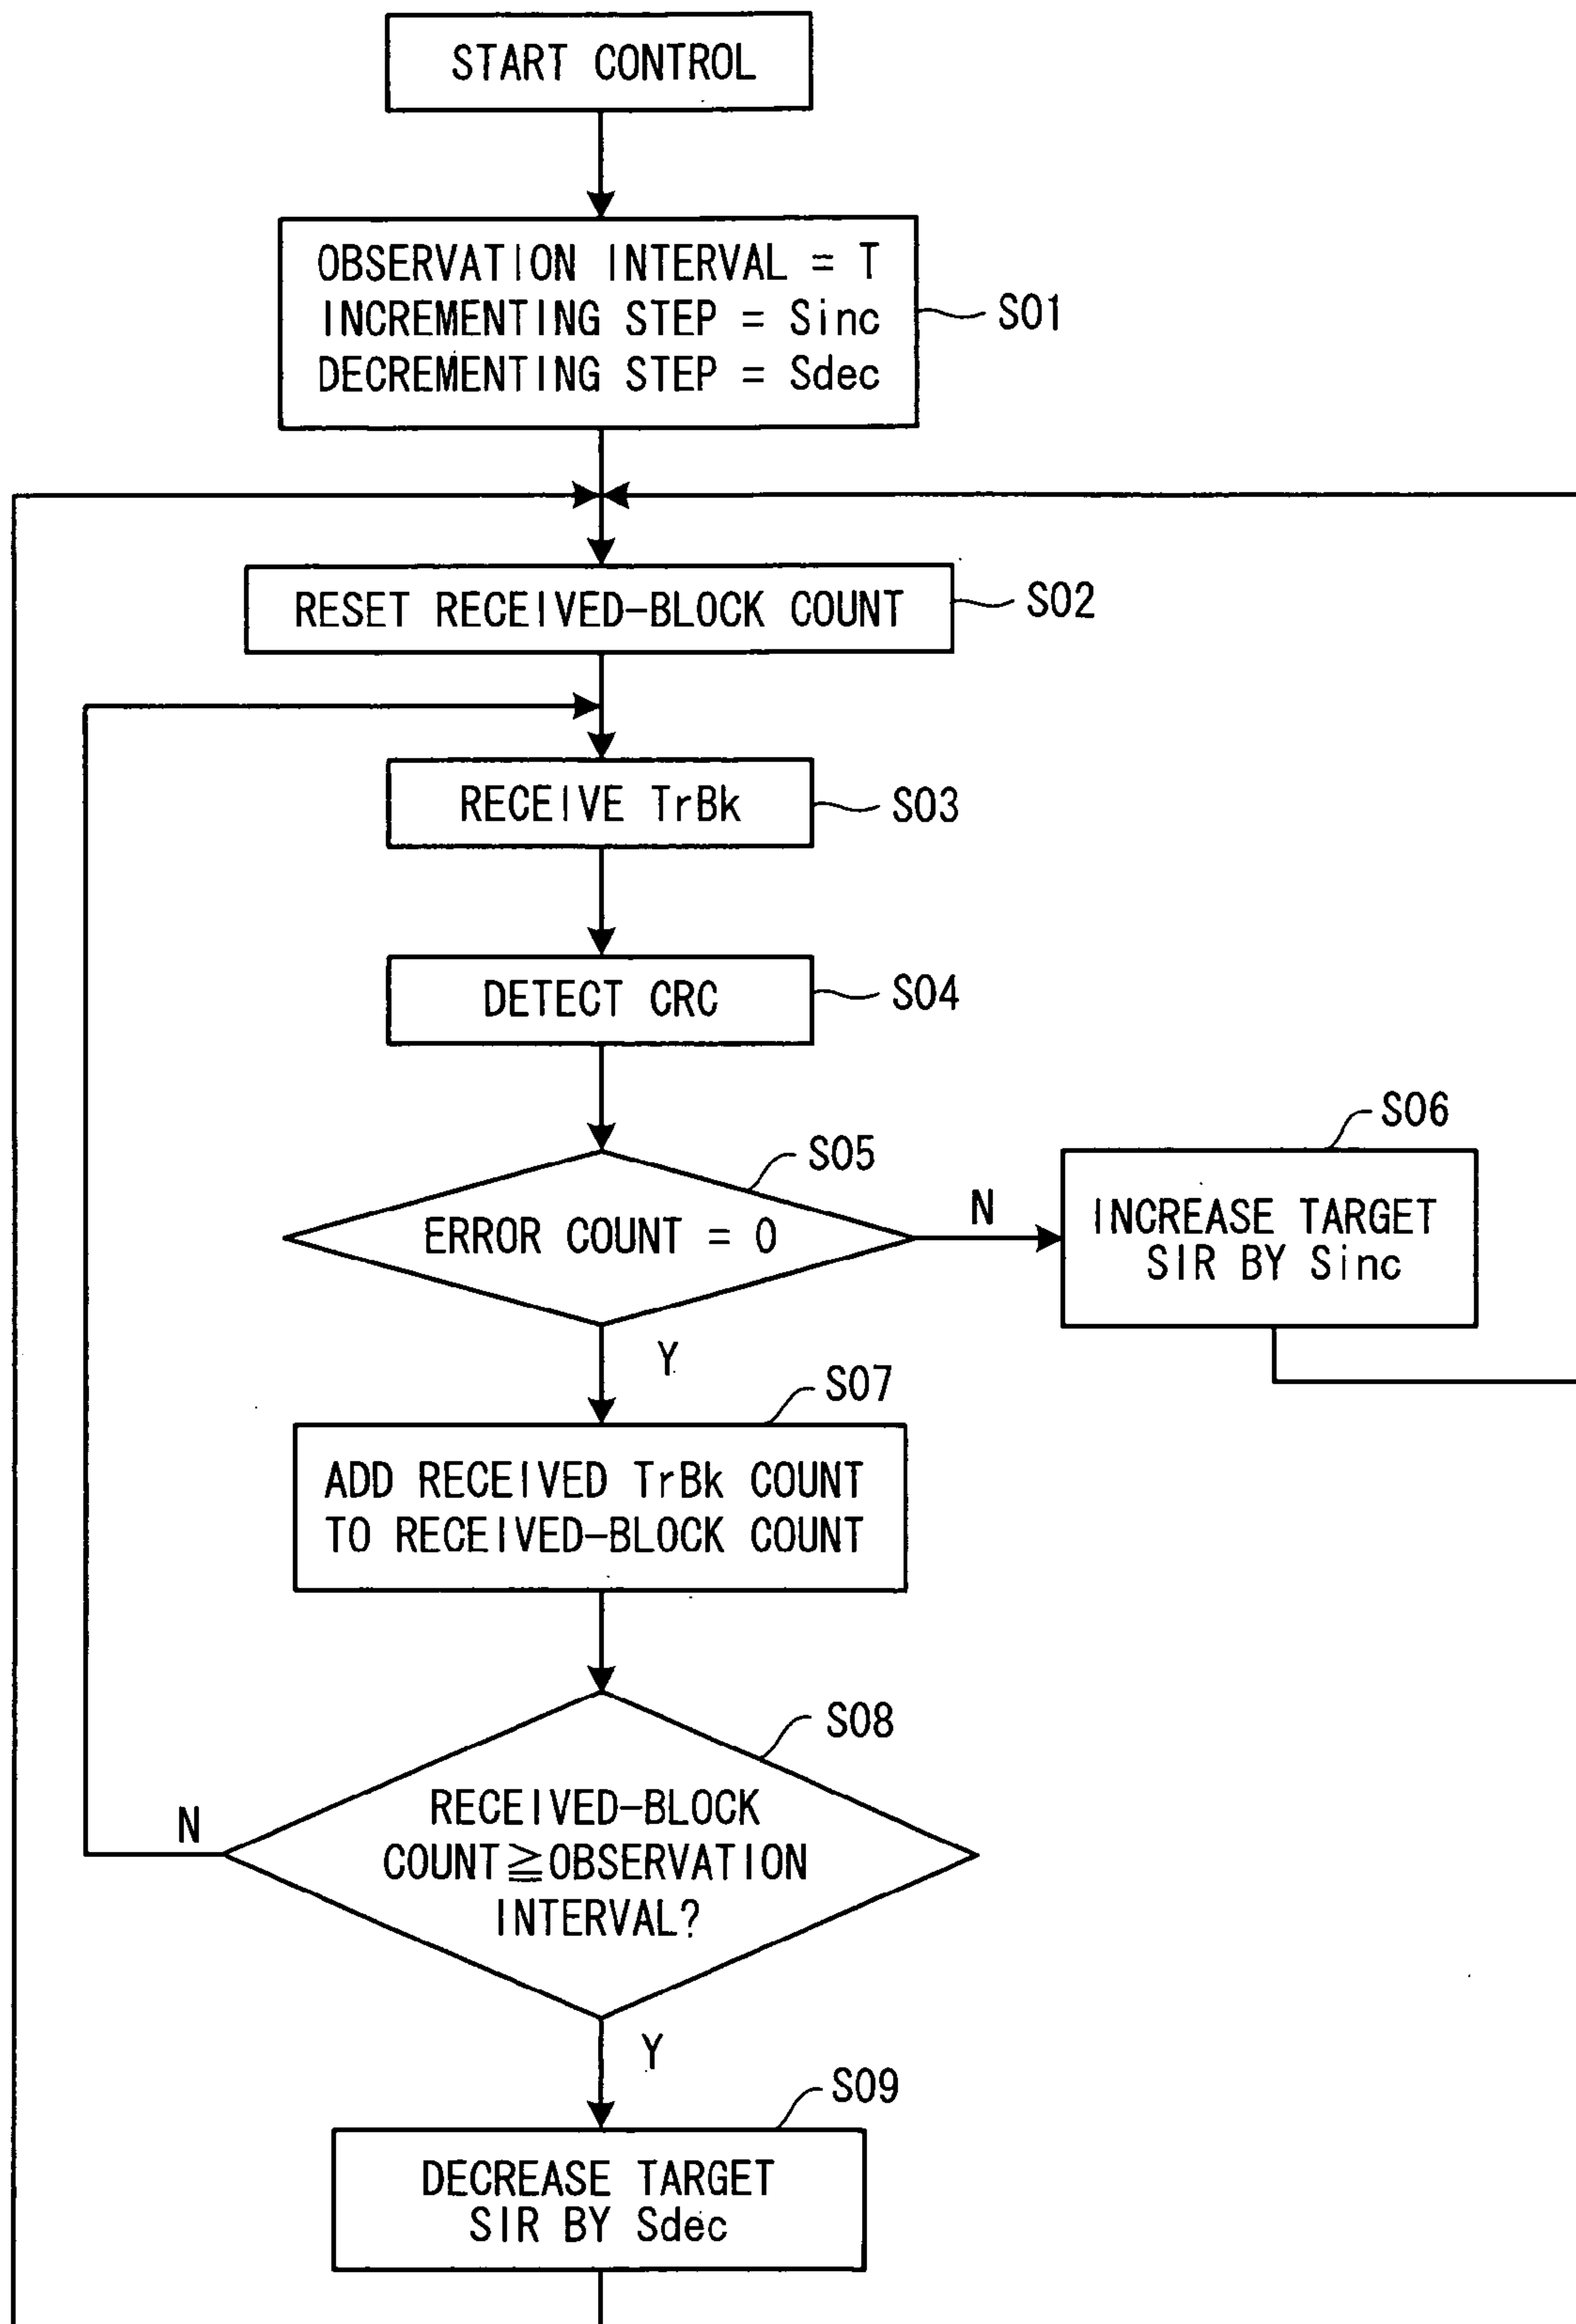 START CONTROL
OBSERVATION INTERVAL = T
INCREMENTING STEP = Sinc
DECREMENTING STEP = Sdec
S01
RESET RECEIVED-BLOCK COUNT
S02
RECEIVE TrBk
S03
DETECT CRC
S04
S05
ERROR COUNT = 0
N
S06
INCREASE TARGET
SIR BY Sinc
Y
S07
ADD RECEIVED TrBk COUNT
TO RECEIVED-BLOCK COUNT
S08
RECEIVED-BLOCK
COUNT≧OBSERVATION
INTERVAL?
N
Y
S09
DECREASE TARGET
SIR BY Sdec